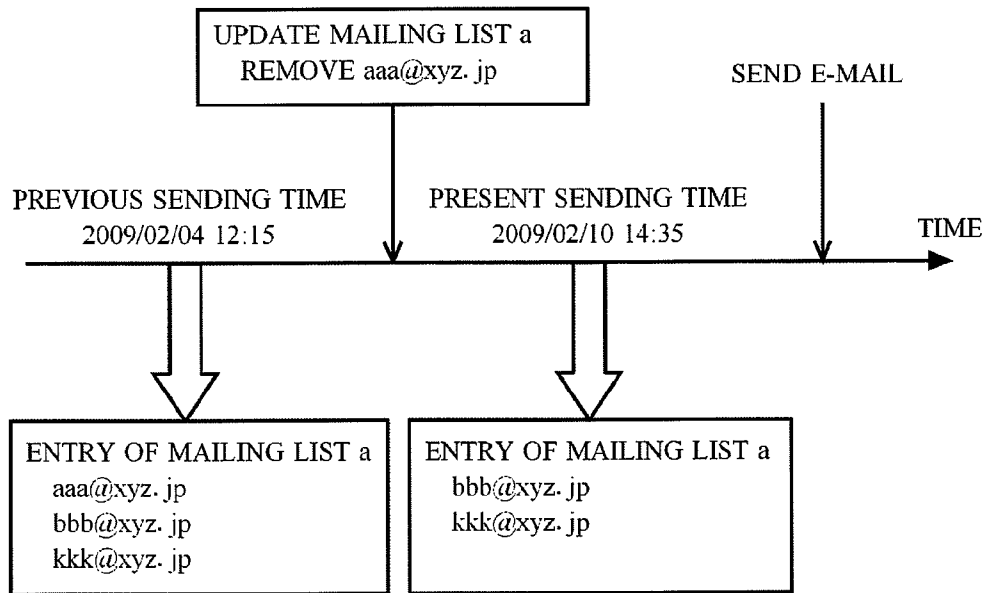 UPDATE MAILING LIST a
REMOVE aaa@xyz. jp
SEND E-MAIL
PREVIOUS SENDING TIME
2009/02/04 12:15
PRESENT SENDING TIME
2009/02/10 14:35
TIME
ENTRY OF MAILING LIST a
aaa@xyz. jp
bbb@xyz. jp
kkk@xyz. jp
ENTRY OF MAILING LIST a
bbb@xyz. jp
kkk@xyz. jp